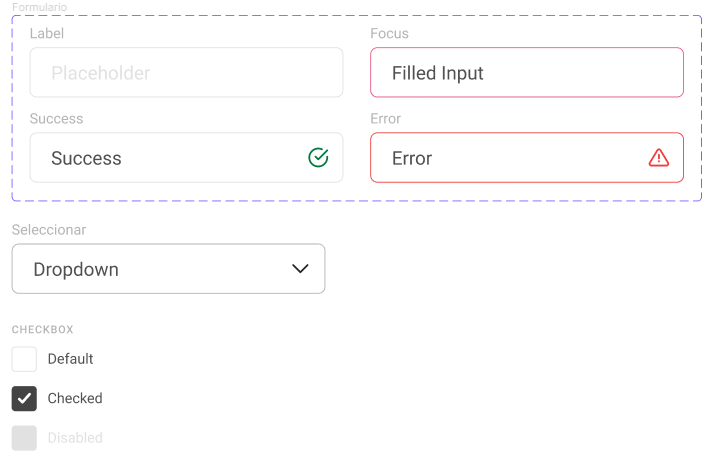 Formulario
Label
Focus
Placeholder
Filled Input
Success
Error
Success
Error
Seleccionar
Dropdown
CHECKBOX
Default
Checked
Disabled